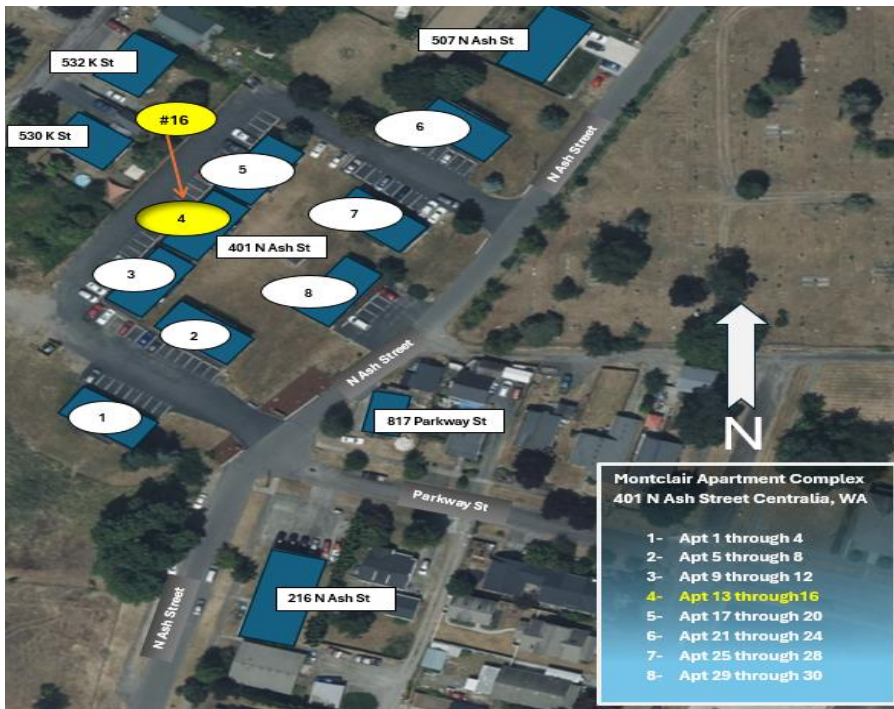 507 N Ash St
532 K St
#16
530 K St
6
N Ash Street
5
4
7
401 N Ash St
3
8
2
N Ash Street
1
817 Parkway St
N
Parkway St
216 N Ash St
N Ash Street
Montclair Apartment Complex
401 N Ash Street Centralia, WA
1- Apt 1 through 4
2- Apt 5 through 8
3- Apt 9 through 12
4- Apt 13 through16
5- Apt 17 through 20
6- Apt 21 through 24
7- Apt 25 through 28
8- Apt 29 through 30